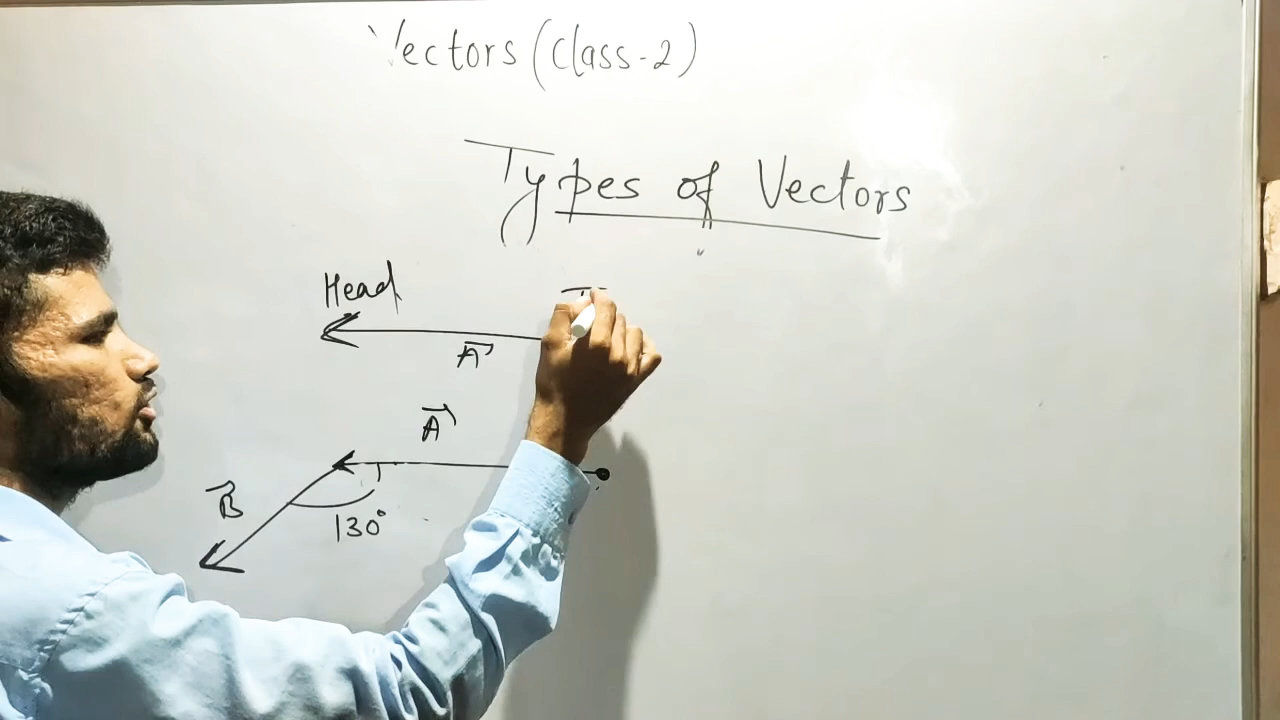 Vectors (Class-2)
Types of Vectors
Head
A
A
B
130°